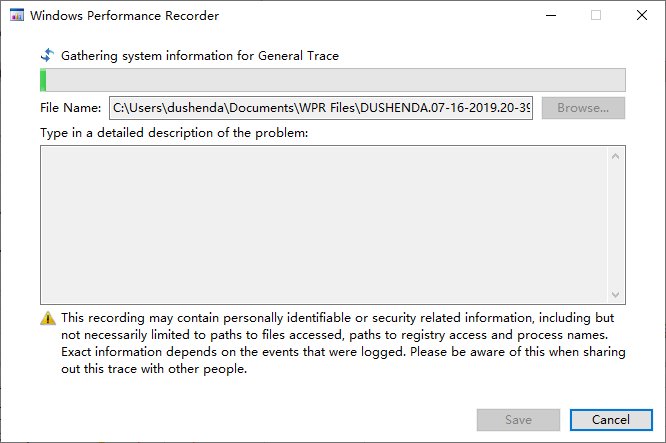 Windows Performance Recorder
Gathering system information for General Trace
File Name: C:\Users\dushenda\Documents\WPR Files\DUSHENDA.07-16-2019.20-39 Browse...
Type in a detailed description of the problem:
This recording may contain personally identifiable or security related information, including but
not necessarily limited to paths to files accessed, paths to registry access and process names.
Exact information depends on the events that were logged. Please be aware of this when sharing
out this trace with other people.
Save Cancel